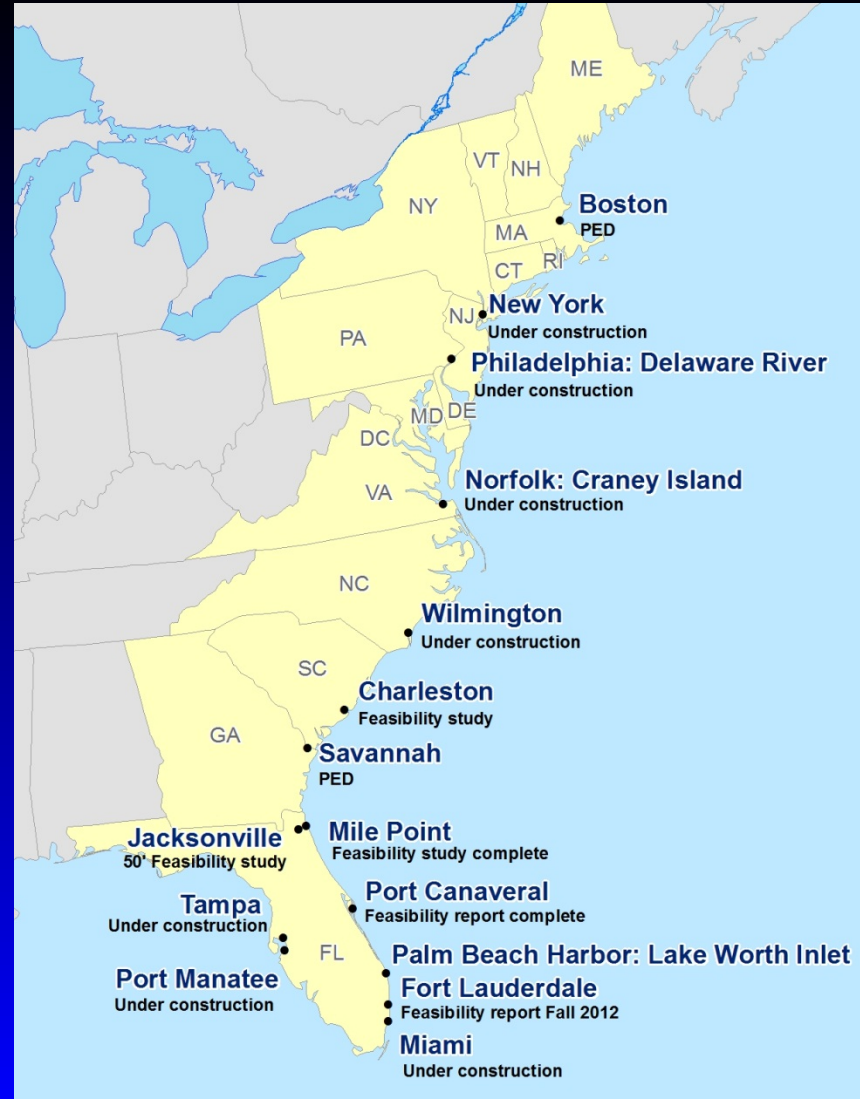 ME
VT
NH
NY
Boston
PED
MA
CT
RI
New York
Under construction
NJ
PA
Philadelphia: Delaware River
Under construction
MD
DE
DC
Norfolk: Craney Island
Under construction
VA
NC
Wilmington
Under construction
SC
Charleston
Feasibility study
GA
Savannah
PED
Jacksonville
50' Feasibility study
Mile Point
Feasibility study complete
Port Canaveral
Feasibility report complete
Tampa
Under construction
FL
Palm Beach Harbor: Lake Worth Inlet
Port Manatee
Under construction
Fort Lauderdale
Feasibility report Fall 2012
Miami
Under construction